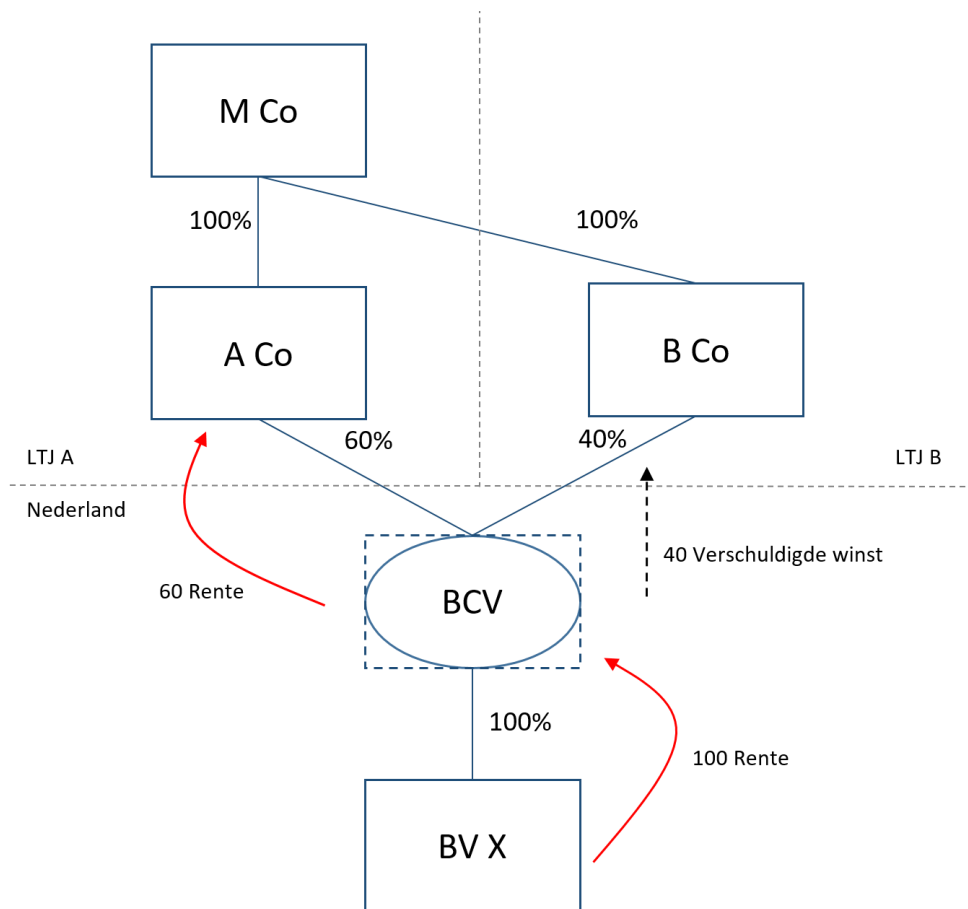 M Co
100%
100%
A Co
B Co
60%
40%
LTJ A
LTJ B
Nederland
40 Verschuldigde winst
60 Rente
BCV
100%
100 Rente
BV X